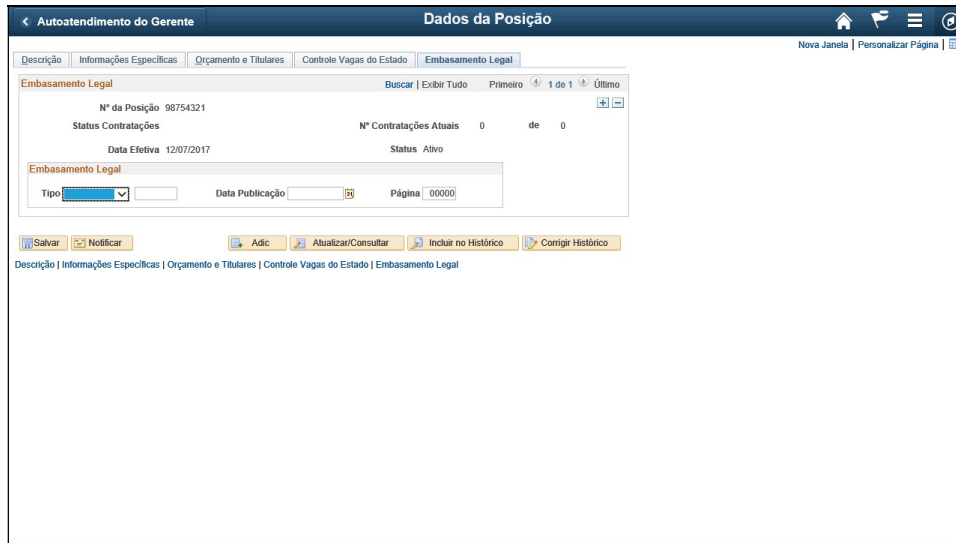 Autoatendimento do Gerente Dados da Posição
Nova Janela | Personalizar Página |
Descrição Informações Específicas Orçamento e Titulares Controle Vagas do Estado Embasamento Legal
Embasamento Legal Buscar | Exibir Tudo Primeiro 1 de 1 Último
Nº da Posição 98754321
Status Contratações Nº Contratações Atuais 0 de 0
Data Efetiva 12/07/2017 Status Ativo
Embasamento Legal
Tipo Data Publicação 31 Página 00000
Salvar Notificar Adic Atualizar/Consultar Incluir no Histórico Corrigir Histórico
Descrição | Informações Específicas | Orçamento e Titulares | Controle Vagas do Estado | Embasamento Legal